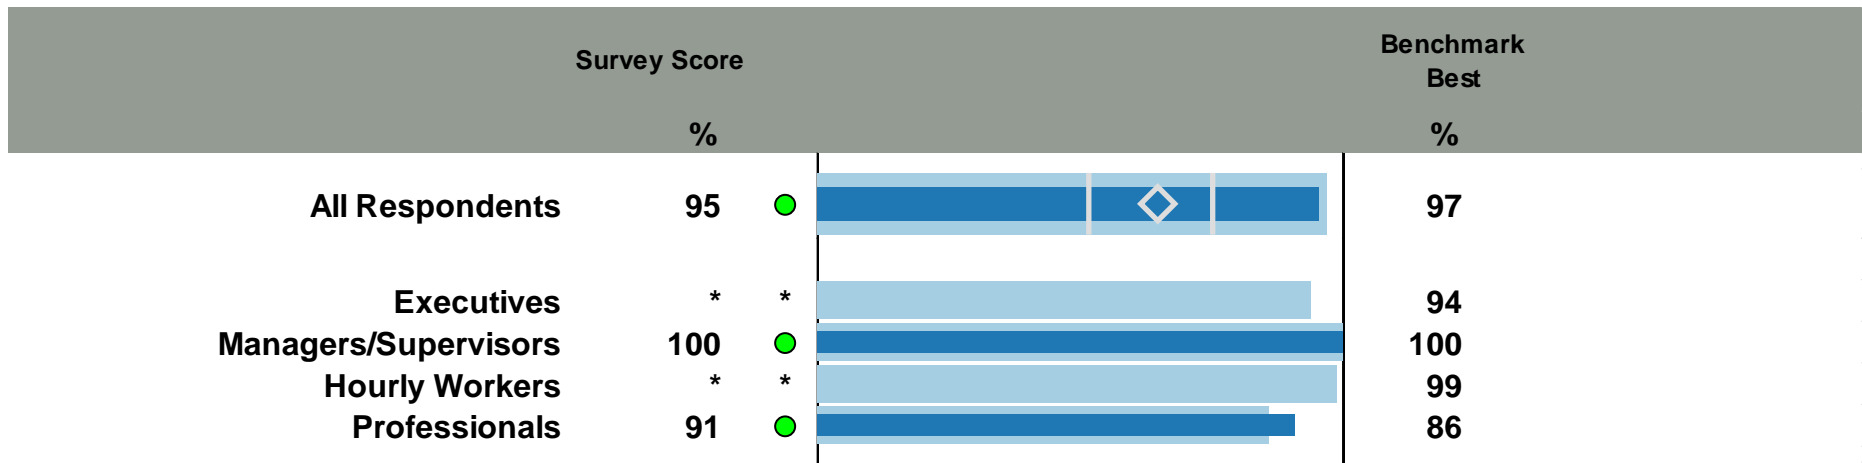 Survey Score
Benchmark
Best
% %
All Respondents 95 97
Executives * * 94
Managers/Supervisors 100 100
Hourly Workers * * 99
Professionals 91 86